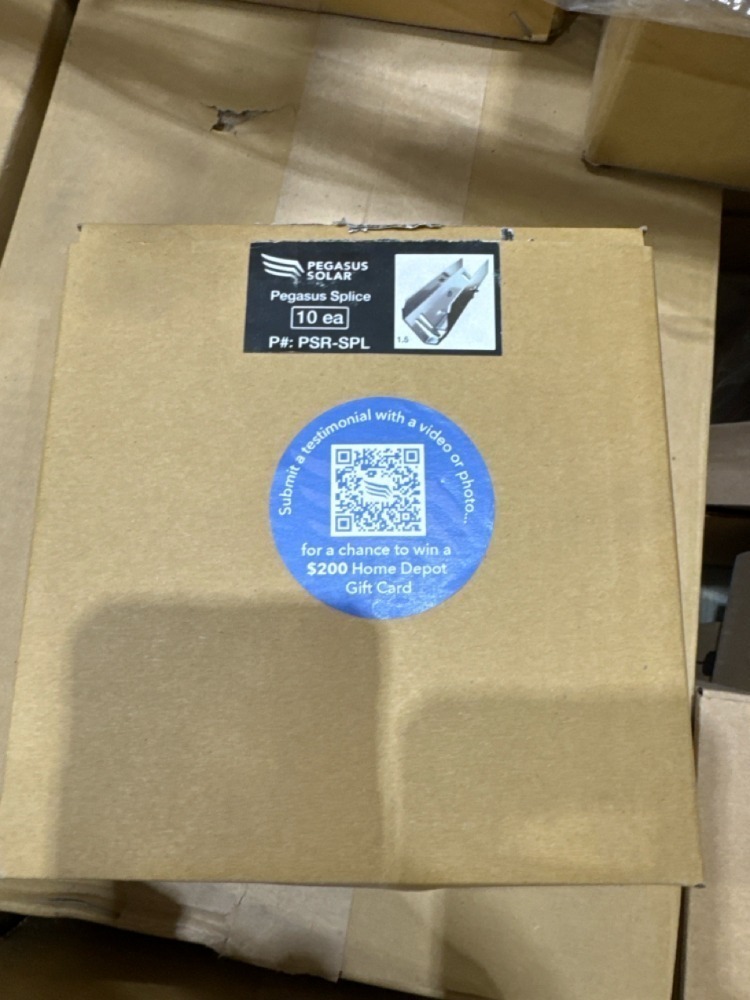 PEGASUS
SOLAR
Pegasus Splice
10 ea
P#: PSR-SPL
1.5
Submit a testimonial with a video or photo...
for a chance to win a
$200 Home Depot
Gift Card